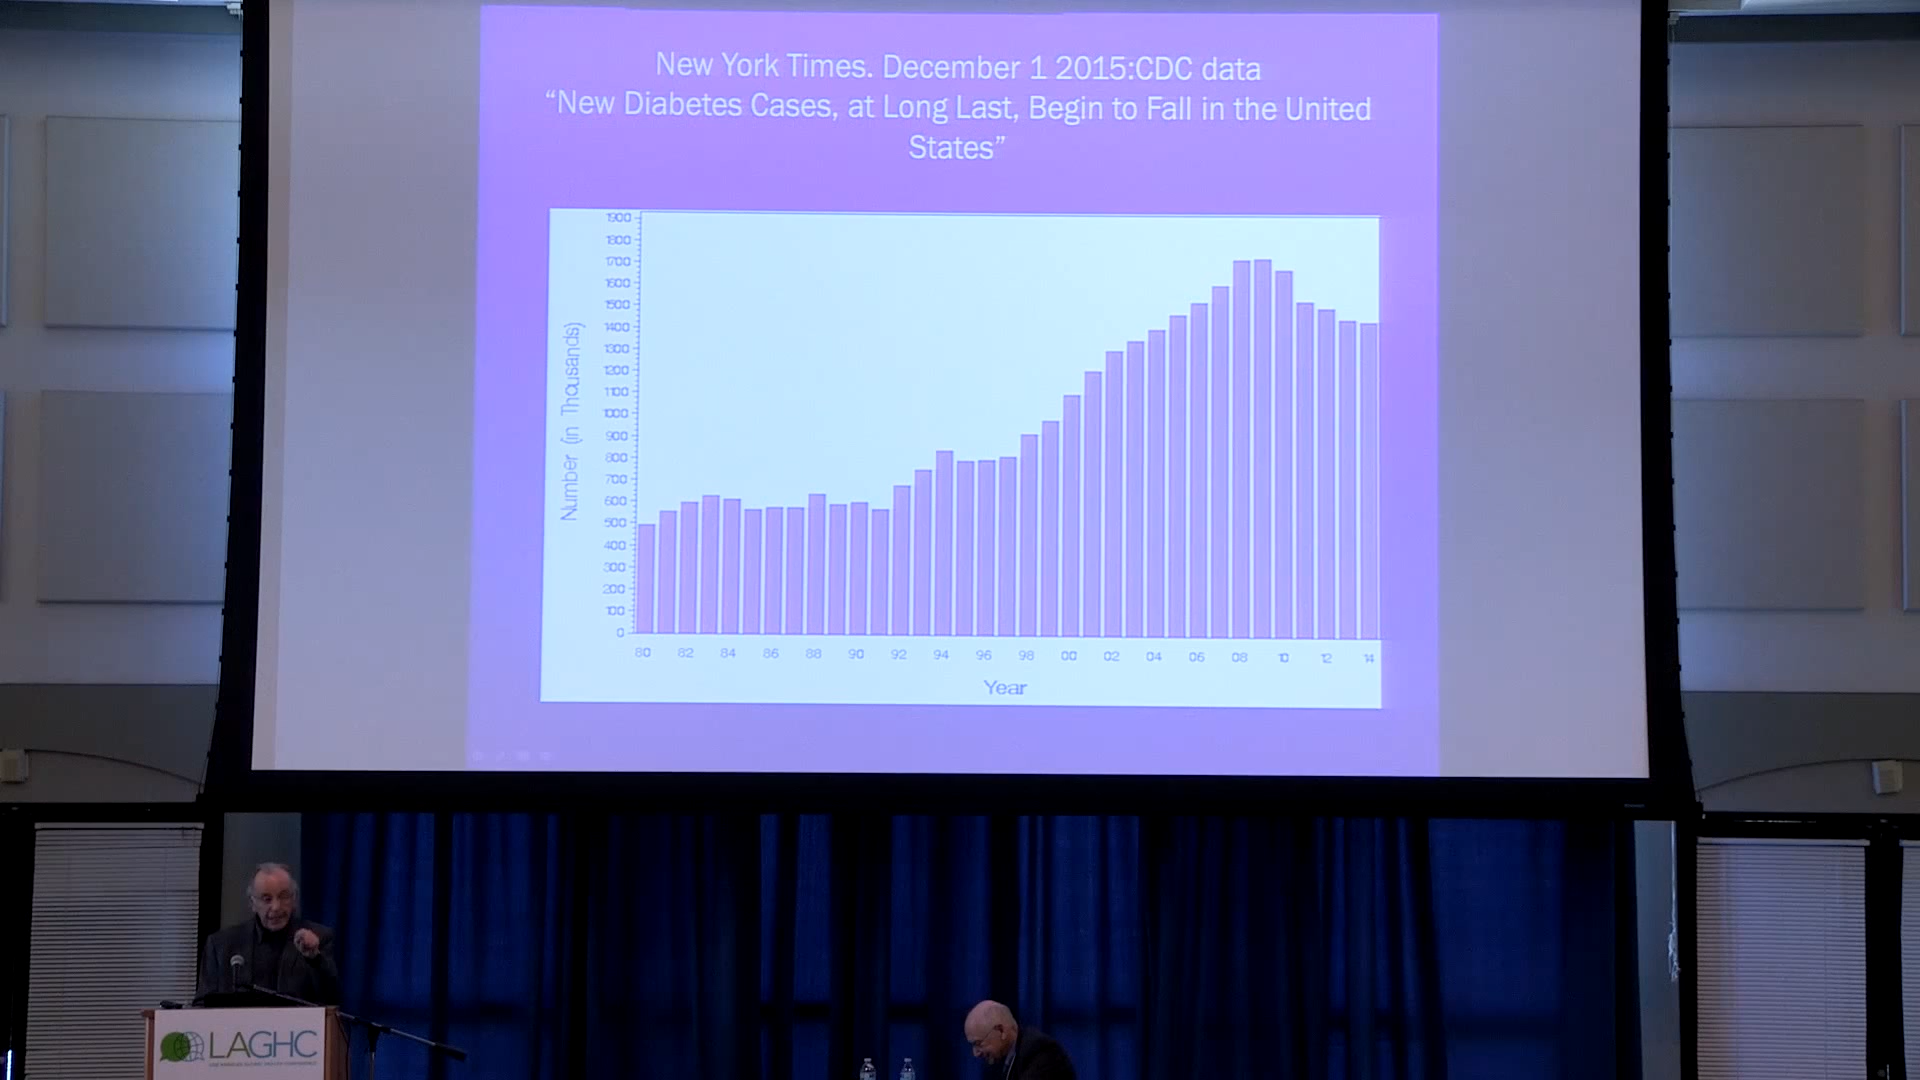 New York Times. December 1 2015:CDC data
“New Diabetes Cases, at Long Last, Begin to Fall in the United
States”
1900
1800
1700
1600
1500
1400
1300
1200
1100
1000
900
800
700
600
500
400
300
200
100
0
Number (in Thousands)
80 82 84 86 88 90 92 94 96 98 00 02 04 06 08 10 12 14
Year
LAGHC